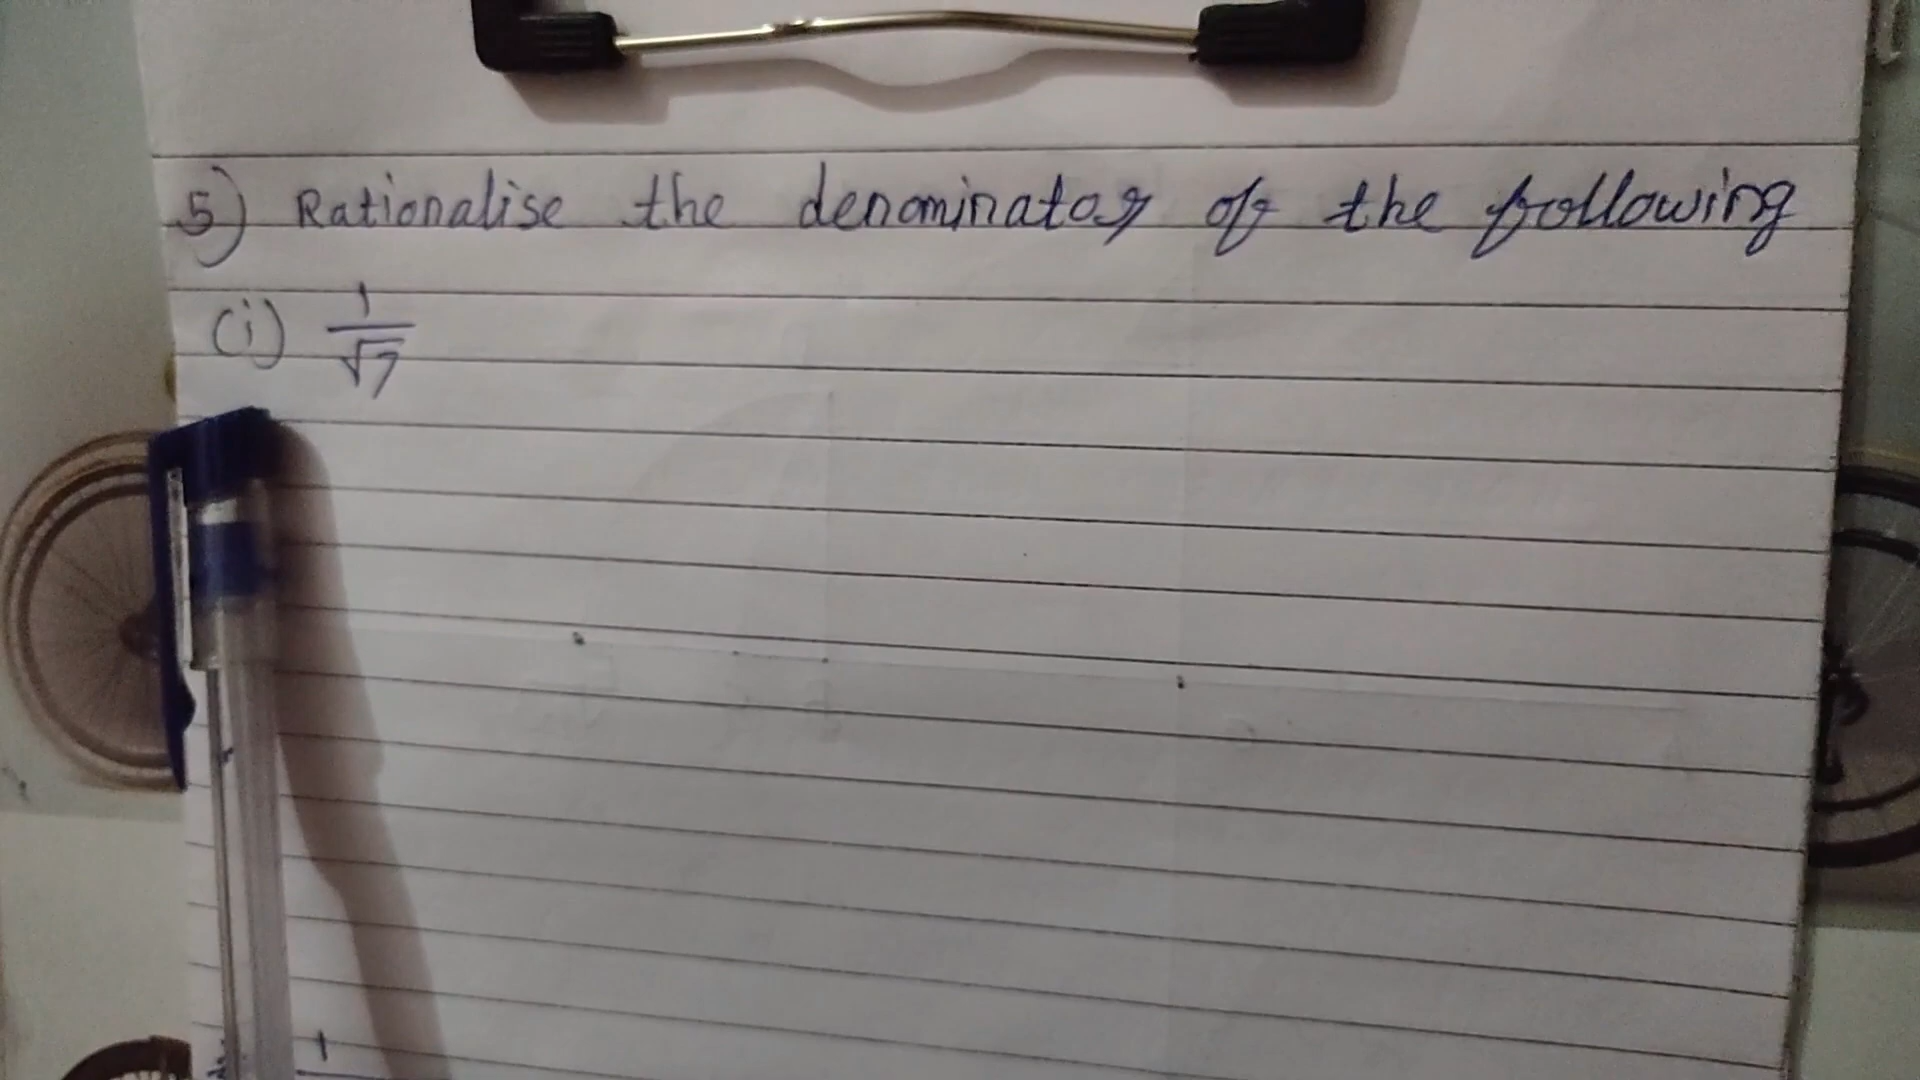 5) Rationalise the denominator of the following
(i) 1/√7